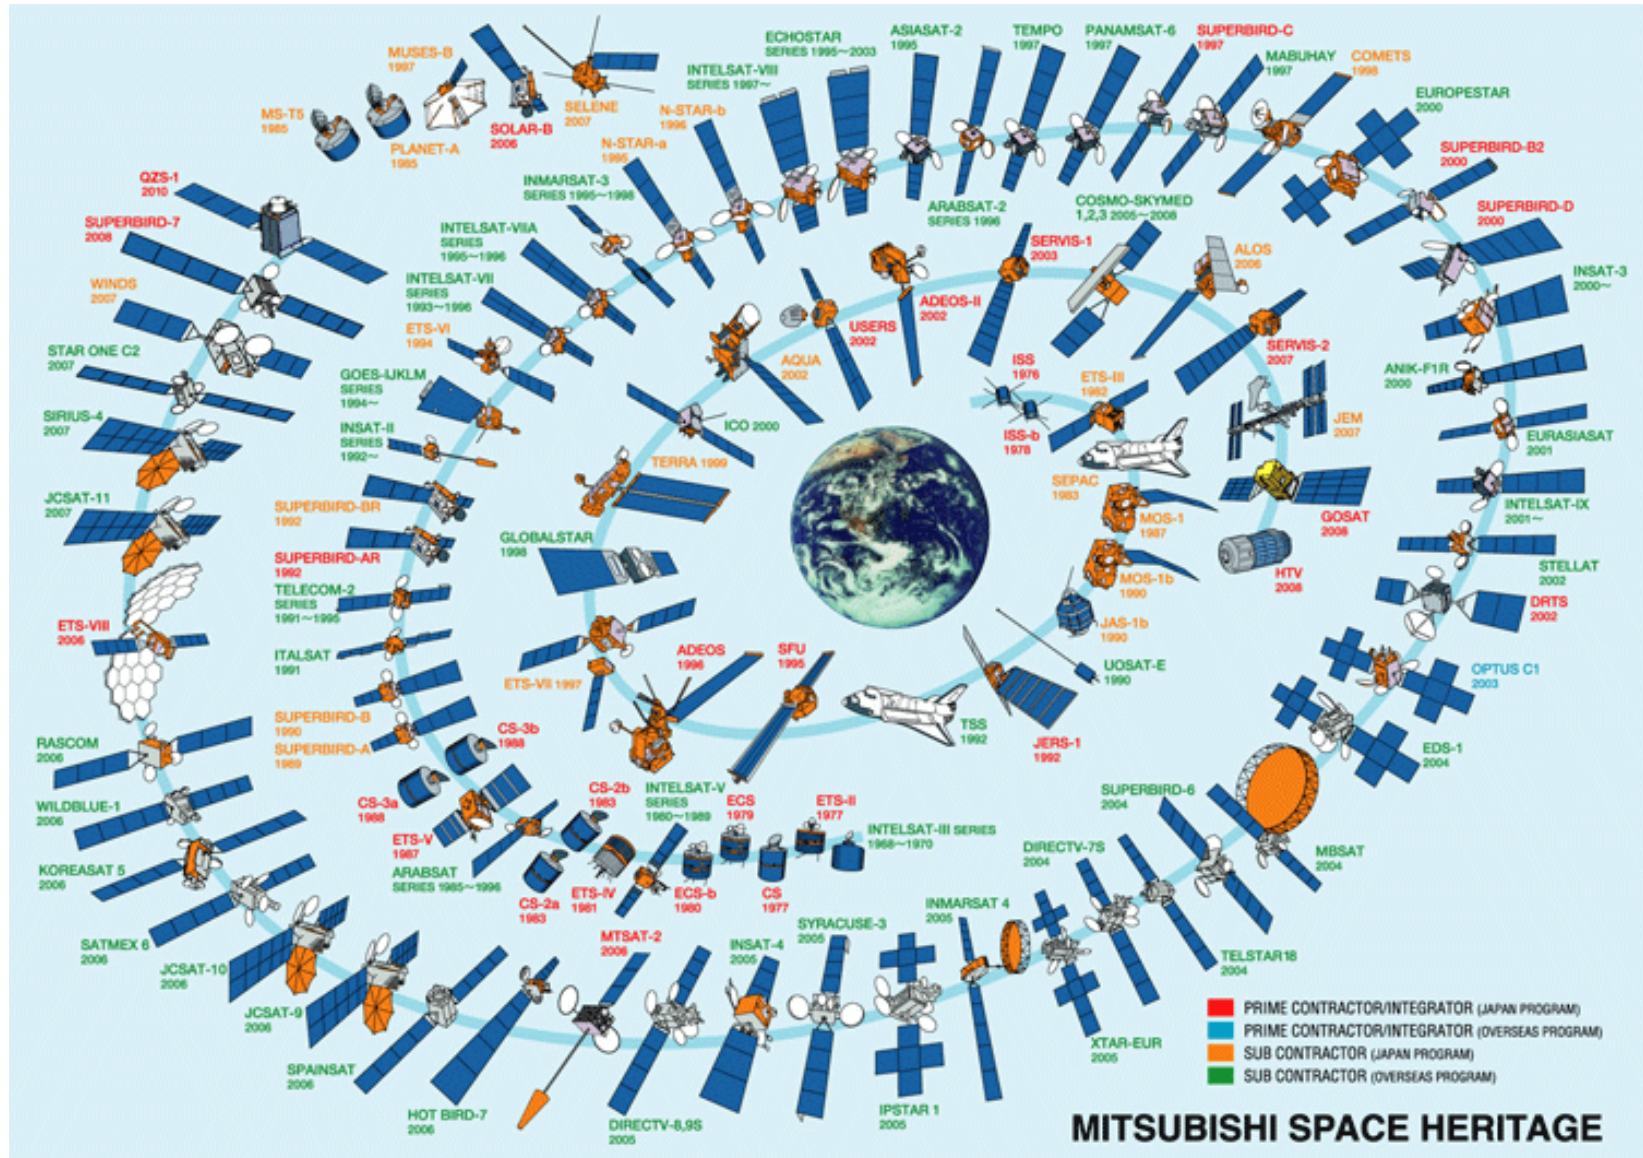 MUSES-B
1997
MS-T5
1985
PLANET-A
1985
SOLAR-B
2006
SELENE
2007
ECHOSTAR
SERIES 1995～2003
INTELSAT-VIII
SERIES 1997～
N-STAR-b
1996
N-STAR-a
1995
INMARSAT-3
SERIES 1995～1998
INTELSAT-VIIA
SERIES
1995～1996
INTELSAT-VII
SERIES
1993～1996
ETS-VI
1994
GOES-IJKLM
SERIES
1994～
INSAT-II
SERIES
1992～
SUPERBIRD-BR
1992
SUPERBIRD-AR
1992
TELECOM-2
SERIES
1991～1995
ITALSAT
1991
SUPERBIRD-B
1990
SUPERBIRD-A
1989
CS-3b
1988
CS-3a
1988
ETS-V
1987
ARABSAT
SERIES 1985～1996
CS-2b
1983
CS-2a
1983
ETS-IV
1981
INTELSAT-V
SERIES
1980～1989
ECS-b
1980
ECS
1979
CS
1977
ETS-II
1977
INTELSAT-III SERIES
1968～1970
ASIASAT-2
1995
TEMPO
1997
PANAMSAT-6
1997
SUPERBIRD-C
1997
MABUHAY
1997
COMETS
1998
EUROPESTAR
2000
SUPERBIRD-B2
2000
SUPERBIRD-D
2000
INSAT-3
2000～
ANIK-F1R
2000
EURASIASAT
2001
INTELSAT-IX
2001～
STELLAT
2002
DRTS
2002
OPTUS C1
2003
EDS-1
2004
MBSAT
2004
SUPERBIRD-6
2004
TELSTAR18
2004
DIRECTV-7S
2004
XTAR-EUR
2005
INMARSAT 4
2005
IPSTAR 1
2005
SYRACUSE-3
2005
INSAT-4
2005
DIRECTV-8,9S
2005
MTSAT-2
2006
HOT BIRD-7
2006
SPAINSAT
2006
JCSAT-9
2006
JCSAT-10
2006
SATMEX 6
2006
KOREASAT 5
2006
WILDBLUE-1
2006
RASCOM
2006
ETS-VIII
2006
JCSAT-11
2007
SIRIUS-4
2007
STAR ONE C2
2007
WINDS
2007
SUPERBIRD-7
2008
QZS-1
2010
ARABSAT-2
SERIES 1996
COSMO-SKYMED
1,2,3 2005～2008
SERVIS-1
2003
ALOS
2006
ADEOS-II
2002
USERS
2002
AQUA
2002
SERVIS-2
2007
ISS
1976
ISS-b
1978
ETS-III
1982
JEM
2007
ICO 2000
TERRA 1999
GLOBALSTAR
1998
SEPAC
1983
MOS-1
1987
MOS-1b
1990
GOSAT
2008
HTV
2008
JAS-1b
1990
UOSAT-E
1990
ETS-VII 1997
ADEOS
1996
SFU
1995
TSS
1992
JERS-1
1992
PRIME CONTRACTOR/INTEGRATOR (JAPAN PROGRAM)
PRIME CONTRACTOR/INTEGRATOR (OVERSEAS PROGRAM)
SUB CONTRACTOR (JAPAN PROGRAM)
SUB CONTRACTOR (OVERSEAS PROGRAM)
MITSUBISHI SPACE HERITAGE